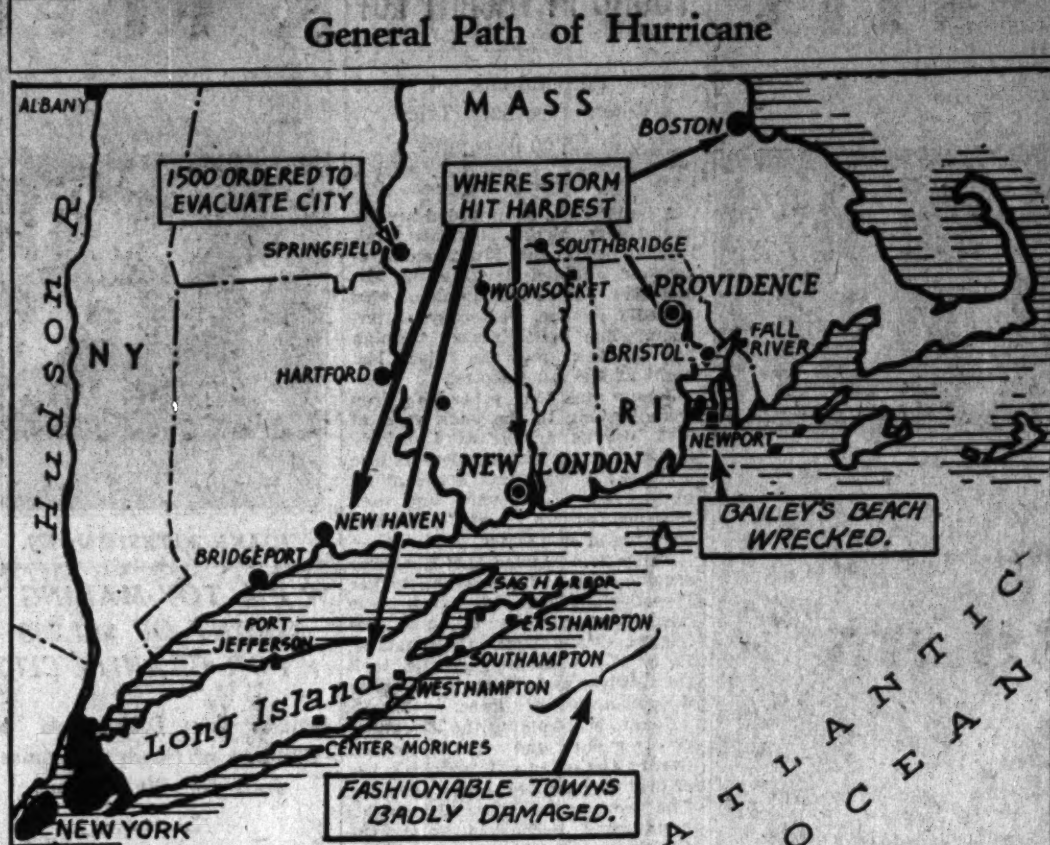 General Path of Hurricane
ALBANY
MASS
BOSTON
1500 ORDERED TO
EVACUATE CITY
WHERE STORM
HIT HARDEST
Hudson R.
SPRINGFIELD
SOUTHBRIDGE
WOONSOCKET
PROVIDENCE
NY
HARTFORD
BRISTOL
FALL
RIVER
RI
NEWPORT
NEW LONDON
BAILEY'S BEACH
WRECKED.
NEW HAVEN
BRIDGEPORT
SAG HARBOR
PORT
JEFFERSON
EASTHAMPTON
SOUTHAMPTON
WESTHAMPTON
Long Island
CENTER MORICHES
FASHIONABLE TOWNS
BADLY DAMAGED.
ATLANTIC
OCEAN
NEW YORK